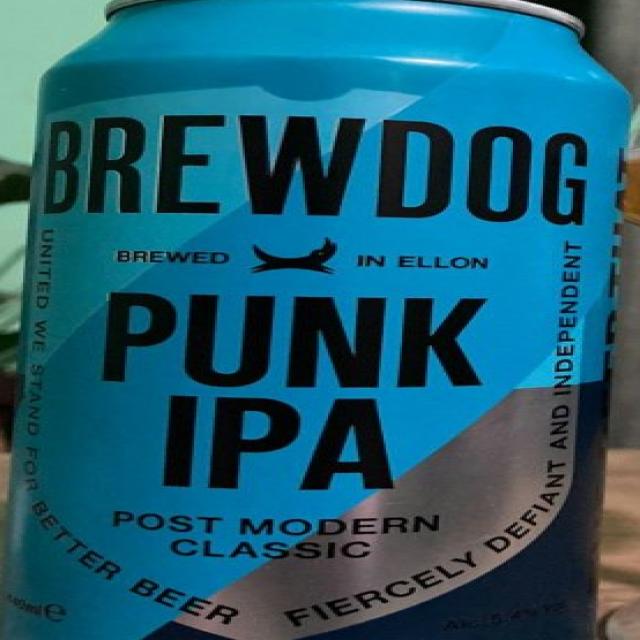 BREWDOG
BREWED IN ELLON
PUNK
IPA
POST MODERN
CLASSIC
UNITED WE STAND FOR BETTER BEER
FIERCELY DEFIANT AND INDEPENDENT